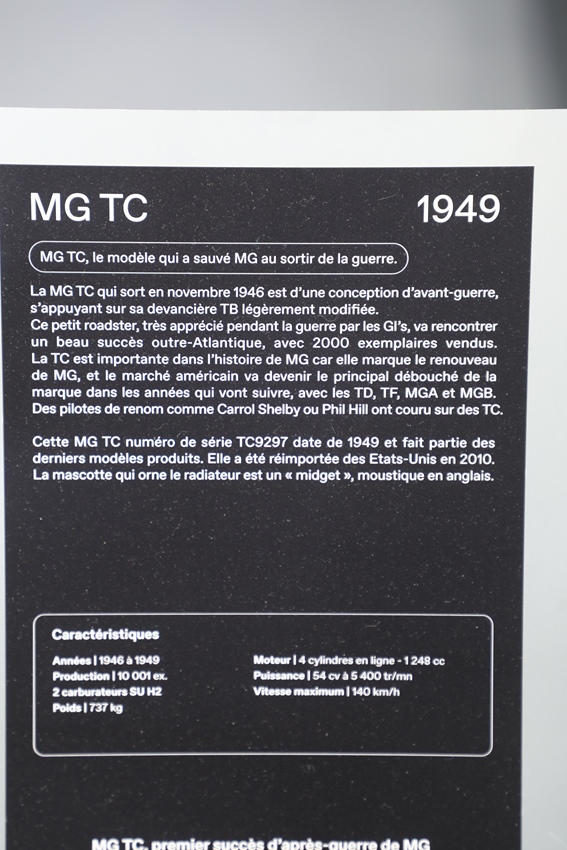 MG TC 1949
MG TC, le modèle qui a sauvé MG au sortir de la guerre.
La MG TC qui sort en novembre 1946 est d'une conception d'avant-guerre,
s'appuyant sur sa devancière TB légèrement modifiée.
Ce petit roadster, très apprécié pendant la guerre par les GI's, va rencontrer
un beau succès outre-Atlantique, avec 2000 exemplaires vendus.
La TC est importante dans l'histoire de MG car elle marque le renouveau
de MG, et le marché américain va devenir le principal débouché de la
marque dans les années qui vont suivre, avec les TD, TF, MGA et MGB.
Des pilotes de renom comme Carrol Shelby ou Phil Hill ont couru sur des TC.
Cette MG TC numéro de série TC9297 date de 1949 et fait partie des
derniers modèles produits. Elle a été réimportée des Etats-Unis en 2010.
La mascotte qui orne le radiateur est un « midget », moustique en anglais.
Caractéristiques
Années | 1946 à 1949
Production | 10 001 ex.
2 carburateurs SU H2
Poids | 737 kg
Moteur | 4 cylindres en ligne - 1 248 cc
Puissance | 54 cv à 5 400 tr/mn
Vitesse maximum | 140 km/h
MG TC, premier succès d'après-guerre de MG